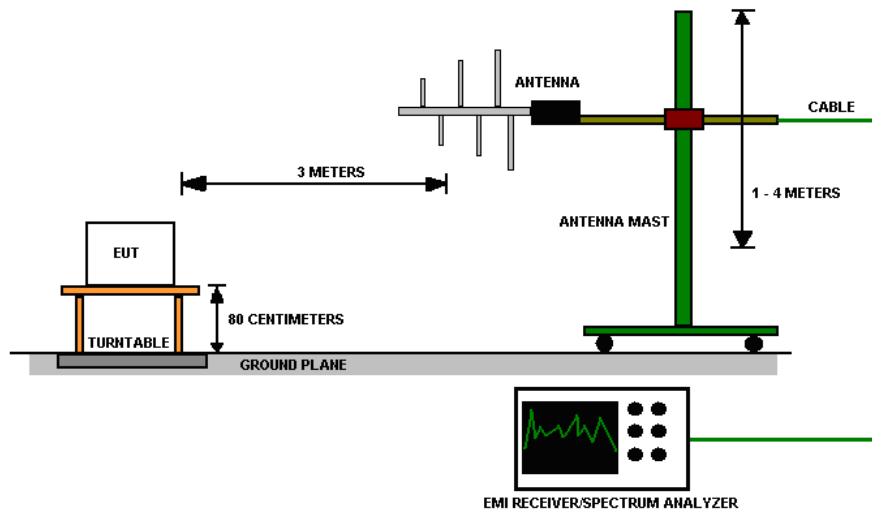 ANTENNA
CABLE
3 METERS
1 - 4 METERS
ANTENNA MAST
EUT
80 CENTIMETERS
TURNTABLE
GROUND PLANE
EMI RECEIVER/SPECTRUM ANALYZER